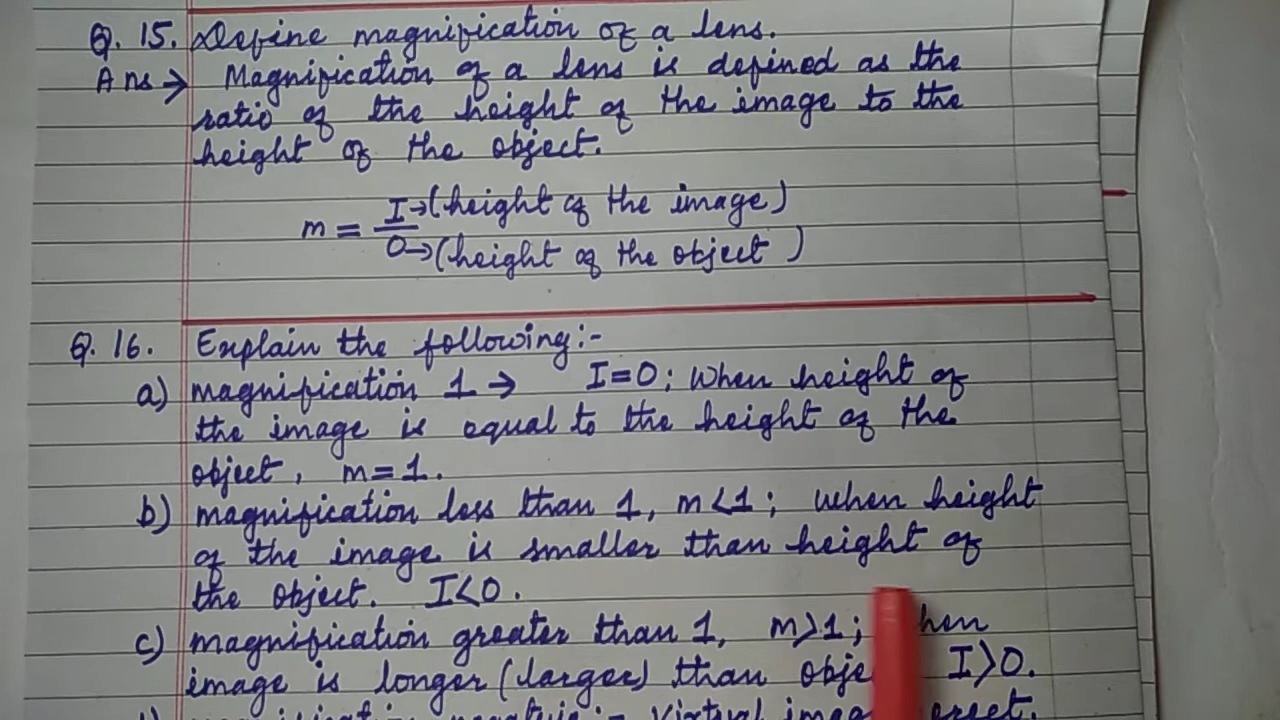 Q. 15. Define magnification of a lens.
Ans → Magnification of a lens is defined as the
ratio of the height of the image to the
height of the object.
m = I→(height of the image)
O→(height of the object)
Q. 16. Explain the following:-
a) magnification 1 → I=O; When height of
the image is equal to the height of the
object, m=1.
b) magnification less than 1, m<1; When height
of the image is smaller than height of
the object. I<O.
c) magnification greater than 1, m>1; hen
image is longer (larger) than obje I>O.
image erect.